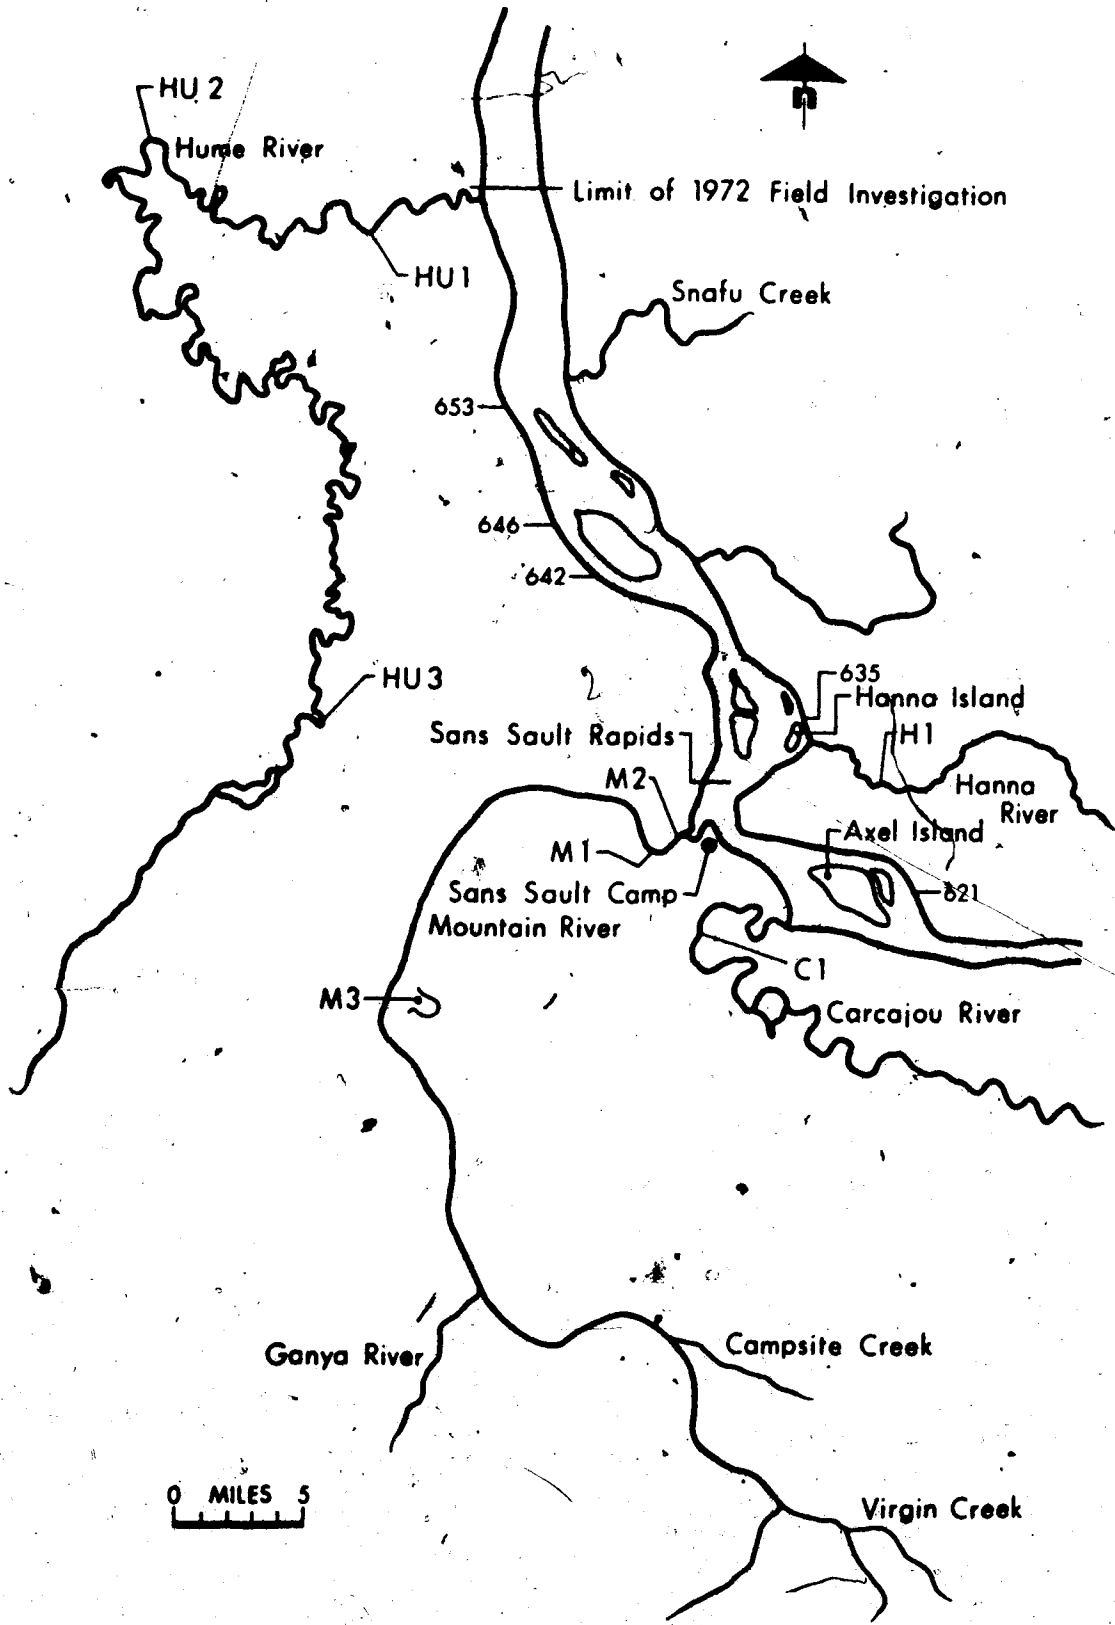 HU 2
n
Hume River
Limit of 1972 Field Investigation
HU 1
Snafu Creek
653
646
642
635
HU 3
Hanna Island
Sans Sault Rapids
H1
M2
Hanna
River
M1
Axel Island
Sans Sault Camp
621
Mountain River
C1
M3
Carcajou River
Ganya River
Campsite Creek
0 MILES 5
Virgin Creek